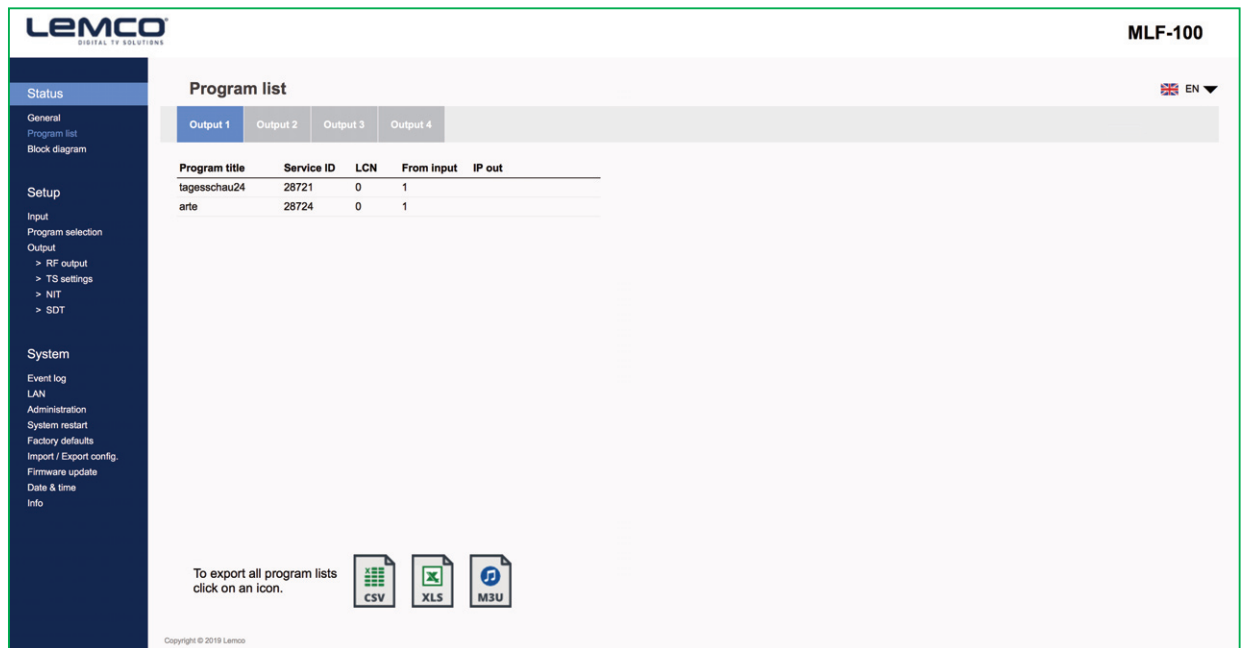 LEMCO
DIGITAL TV SOLUTIONS
MLF-100
Status
General
Program list
Block diagram
Setup
Input
Program selection
Output
> RF output
> TS settings
> NIT
> SDT
System
Event log
LAN
Administration
System restart
Factory defaults
Import / Export config.
Firmware update
Date & time
Info
Program list
EN
Output 1 Output 2 Output 3 Output 4
Program title Service ID LCN From input IP out
tagesschau24 28721 0 1
arte 28724 0 1
To export all program lists
click on an icon.
CSV XLS M3U
Copyright © 2019 Lemco